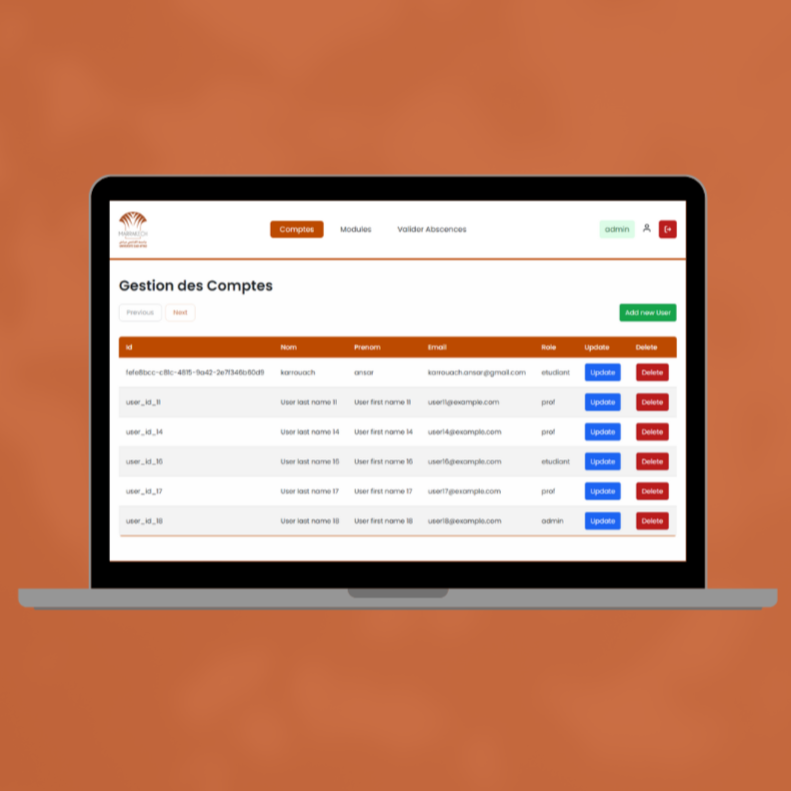 Comptes Modules Valider Abscences admin
Gestion des Comptes
Previous Next Add new User
Id Nom Prenom Email Role Update Delete
karrouach ansar karrouach.ansar@gmail.com etudiant Update Delete
user_id_11 User last name 11 User first name 11 user11@example.com prof Update Delete
user_id_14 User last name 14 User first name 14 user14@example.com prof Update Delete
user_id_16 User last name 16 User first name 16 user16@example.com etudiant Update Delete
user_id_17 User last name 17 User first name 17 user17@example.com prof Update Delete
user_id_18 User last name 18 User first name 18 user18@example.com admin Update Delete